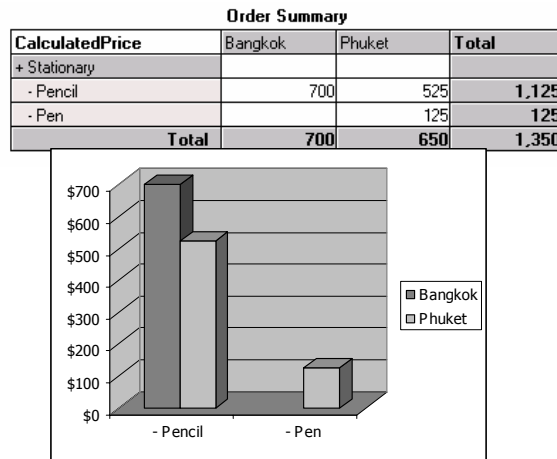 Order Summary
CalculatedPrice Bangkok Phuket Total
+ Stationary
- Pencil 700 525 1,125
- Pen 125 125
Total 700 650 1,350
$700
$600
$500
$400
$300
$200
$100
$0
Bangkok
Phuket
- Pencil - Pen